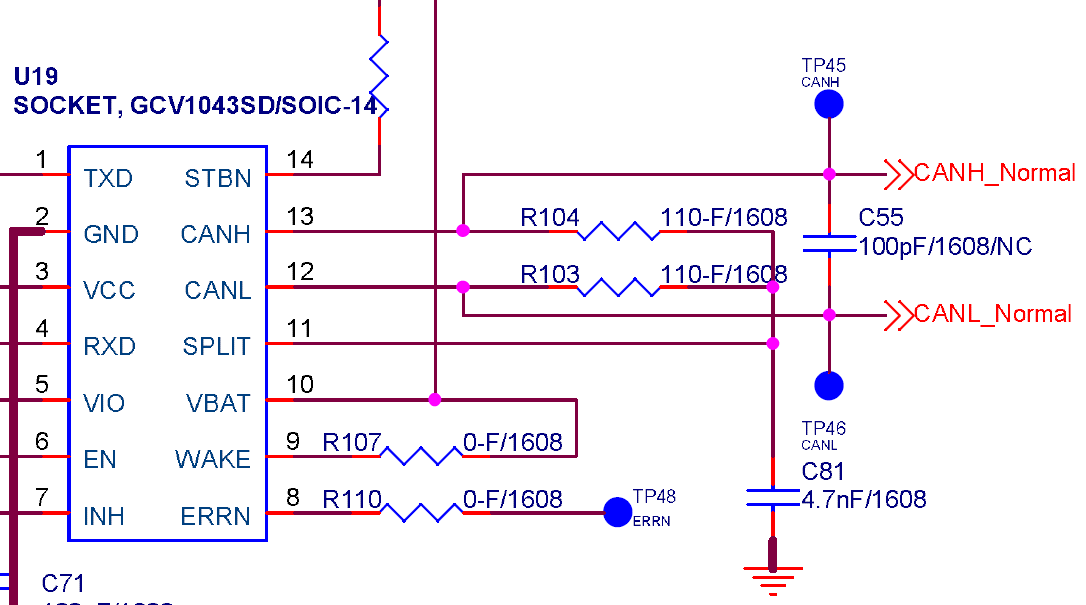 U19
SOCKET, GCV1043SD/SOIC-14
TP45
CANH
1 TXD STBN 14
CANH_Normal
2 GND CANH 13
R104 110-F/1608
C55
100pF/1608/NC
3 VCC CANL 12
R103 110-F/1608
CANL_Normal
4 RXD SPLIT 11
5 VIO VBAT 10
TP46
CANL
6 EN WAKE 9
R107 0-F/1608
C81
4.7nF/1608
7 INH ERRN 8
R110 0-F/1608
TP48
ERRN
C71